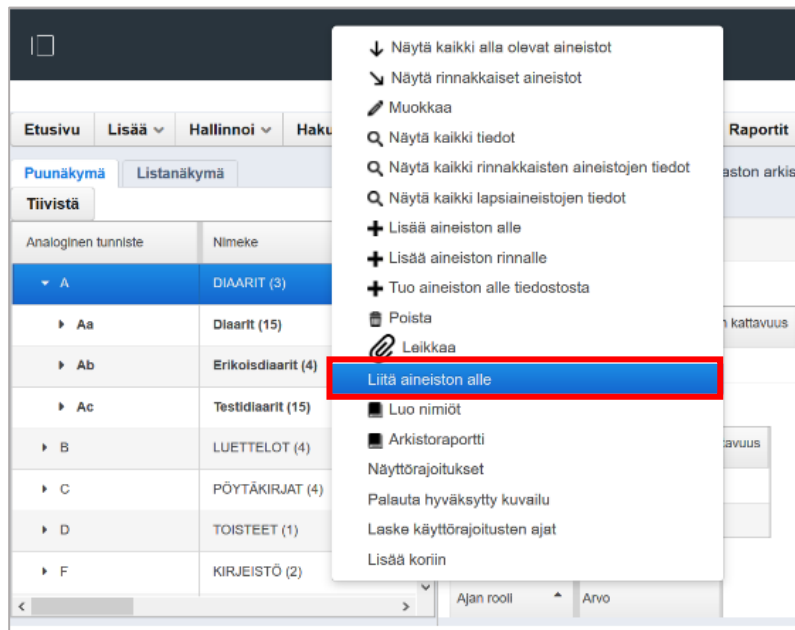 Näytä kaikki alla olevat aineistot
Näytä rinnakkaiset aineistot
Muokkaa
Näytä kaikki tiedot
Näytä kaikki rinnakkaisten aineistojen tiedot
Näytä kaikki lapsiaineistojen tiedot
Lisää aineiston alle
Lisää aineiston rinnalle
Tuo aineiston alle tiedostosta
Poista
Leikkaa
Liitä aineiston alle
Luo nimiöt
Arkistoraportti
Näyttörajoitukset
Palauta hyväksytty kuvailu
Laske käyttörajoitusten ajat
Lisää koriin
Etusivu Lisää Hallinnoi Haku Raportit
Puunäkymä Listanäkymä aston arkis
Tiivistä
Analoginen tunniste Nimeke
A DIAARIT (3)
Aa Diaarit (15) n kattavuus
Ab Erikoisdiaarit (4)
Ac Testidiaarit (15)
B LUETTELOT (4) avuus
C PÖYTÄKIRJAT (4)
D TOISTEET (1)
F KIRJEISTÖ (2)
Ajan rooli Arvo